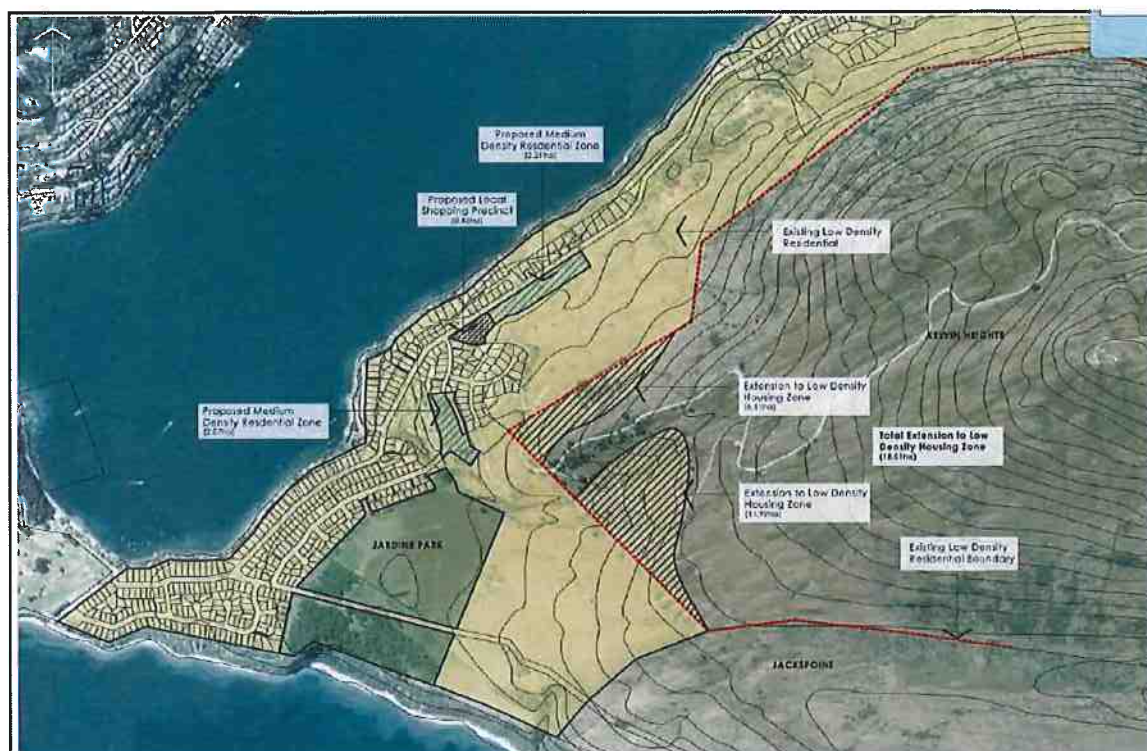 Proposed Medium
Density Residential Zone
Proposed Local
Shopping Precinct
Existing Low Density
Residential
KELVIN HEIGHTS
Extension to Low Density
Housing Zone
Proposed Medium
Density Residential Zone
Total Extension to Low
Density Housing Zone
Extension to Low Density
Housing Zone
JARDINE PARK
Existing Low Density
Residential Boundary
JACKSPOINT